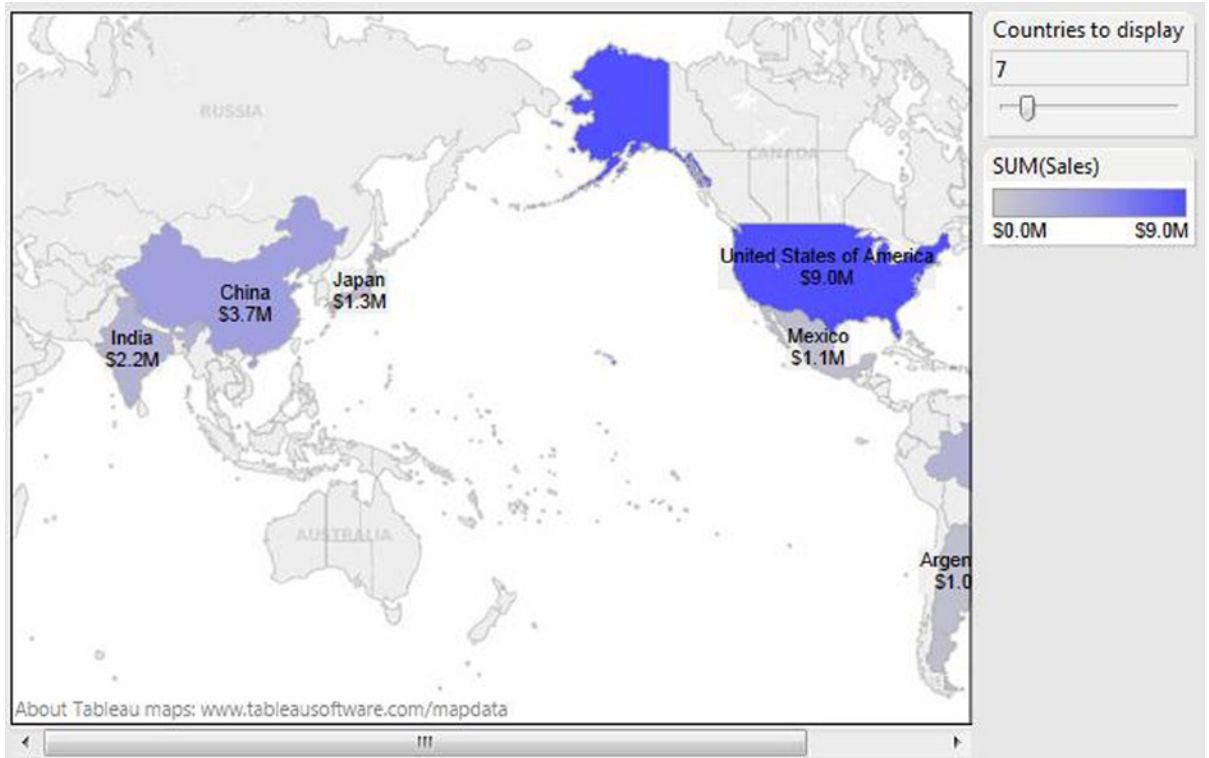 RUSSIA
CANADA
China
$3.7M
Japan
$1.3M
India
$2.2M
United States of America
$9.0M
Mexico
$1.1M
AUSTRALIA
Argen
$1.0
About Tableau maps: www.tableausoftware.com/mapdata
Countries to display
7
SUM(Sales)
$0.0M $9.0M